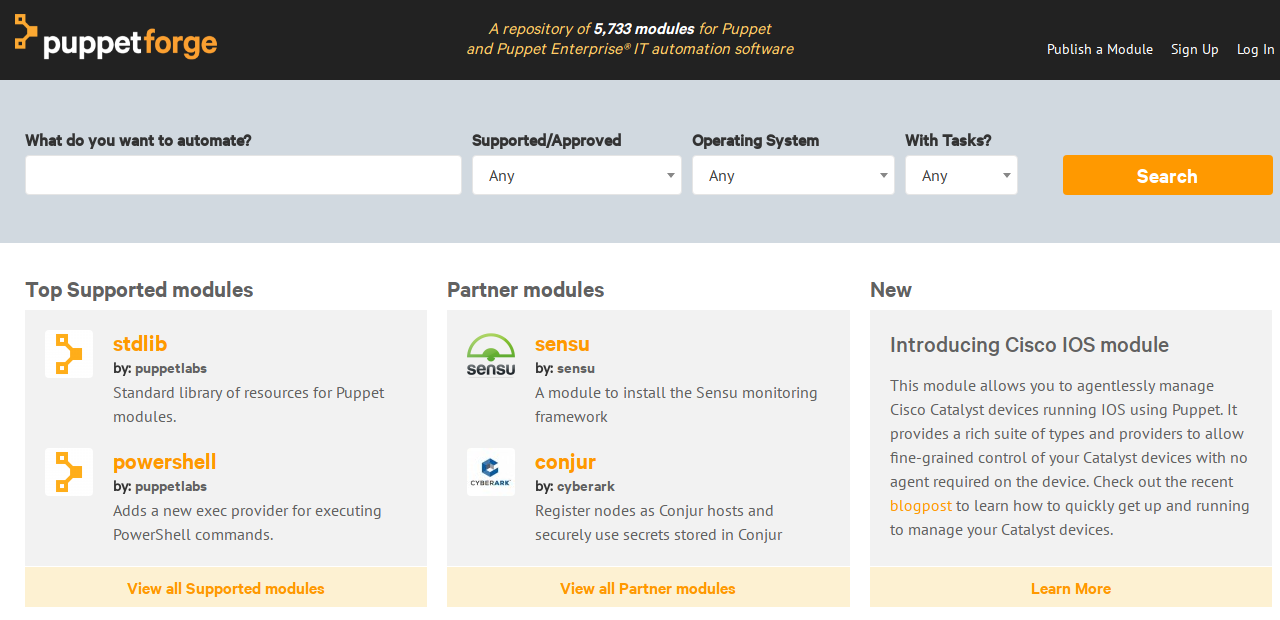 puppetforge
A repository of 5,733 modules for Puppet
and Puppet Enterprise® IT automation software
Publish a Module Sign Up Log In
What do you want to automate? Supported/Approved Operating System With Tasks?
Any Any Any Search
Top Supported modules
stdlib
by: puppetlabs
Standard library of resources for Puppet
modules.
powershell
by: puppetlabs
Adds a new exec provider for executing
PowerShell commands.
View all Supported modules
Partner modules
sensu
sensu
by: sensu
A module to install the Sensu monitoring
framework
CYBERARK
conjur
by: cyberark
Register nodes as Conjur hosts and
securely use secrets stored in Conjur
View all Partner modules
New
Introducing Cisco IOS module
This module allows you to agentlessly manage
Cisco Catalyst devices running IOS using Puppet. It
provides a rich suite of types and providers to allow
fine-grained control of your Catalyst devices with no
agent required on the device. Check out the recent
blogpost to learn how to quickly get up and running
to manage your Catalyst devices.
Learn More